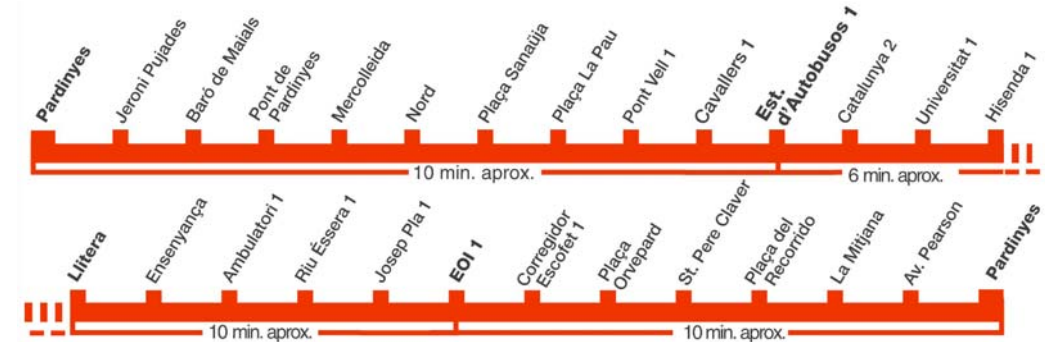 Pardinyes
Jeroni Pujades
Baró de Maials
Pont de
Pardinyes
Mercolleida
Nord
Plaça Sanaüja
Plaça La Pau
Pont Vell 1
Cavallers 1
Est.
d'Autobusos 1
Catalunya 2
Universitat 1
Hisenda 1
10 min. aprox.
6 min. aprox.
Llitera
Ensenyança
Ambulatori 1
Riu Éssera 1
Josep Pla 1
EOI 1
Corregidor
Escofet 1
Plaça
Orvepard
St. Pere Claver
Plaça del
Recorrido
La Mitjana
Av. Pearson
Pardinyes
10 min. aprox.
10 min. aprox.